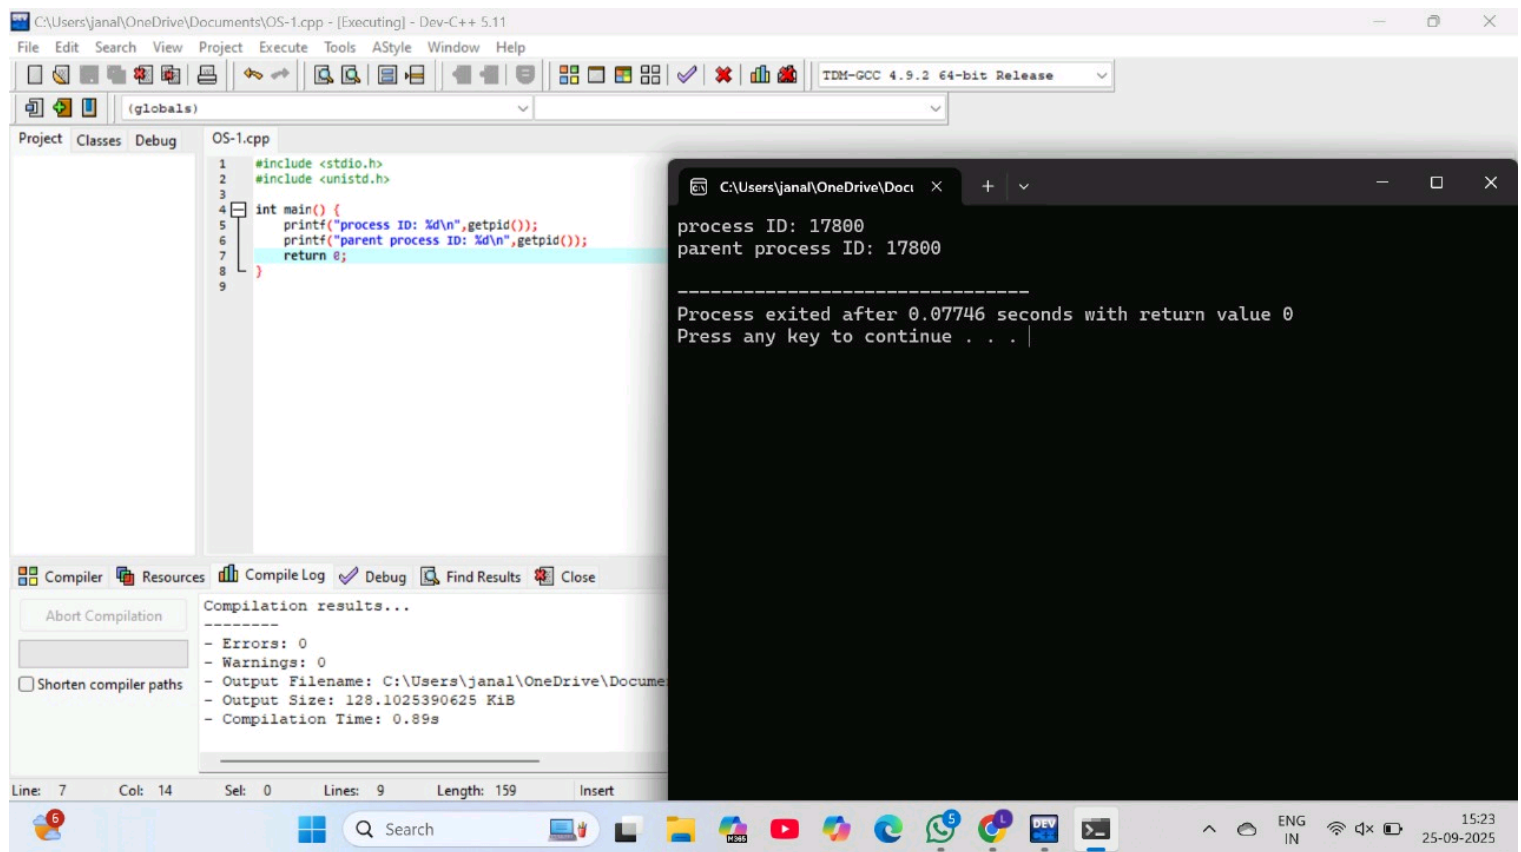 C:\Users\janal\OneDrive\Documents\OS-1.cpp - [Executing] - Dev-C++ 5.11
File Edit Search View Project Execute Tools AStyle Window Help
TDM-GCC 4.9.2 64-bit Release
(globals)
Project Classes Debug
OS-1.cpp
1 #include <stdio.h>
2 #include <unistd.h>
3
4 int main() {
5 printf("process ID: %d\n",getpid());
6 printf("parent process ID: %d\n",getpid());
7 return 0;
8 }
9
C:\Users\janal\OneDrive\Docu
process ID: 17800
parent process ID: 17800
--------------------------------
Process exited after 0.07746 seconds with return value 0
Press any key to continue . . .
Compiler Resources Compile Log Debug Find Results Close
Abort Compilation
Shorten compiler paths
Compilation results...
--------
- Errors: 0
- Warnings: 0
- Output Filename: C:\Users\janal\OneDrive\Docume
- Output Size: 128.1025390625 KiB
- Compilation Time: 0.89s
Line: 7 Col: 14 Sel: 0 Lines: 9 Length: 159 Insert
6
Search
M365
5
L
DEV
ENG
IN
15:23
25-09-2025